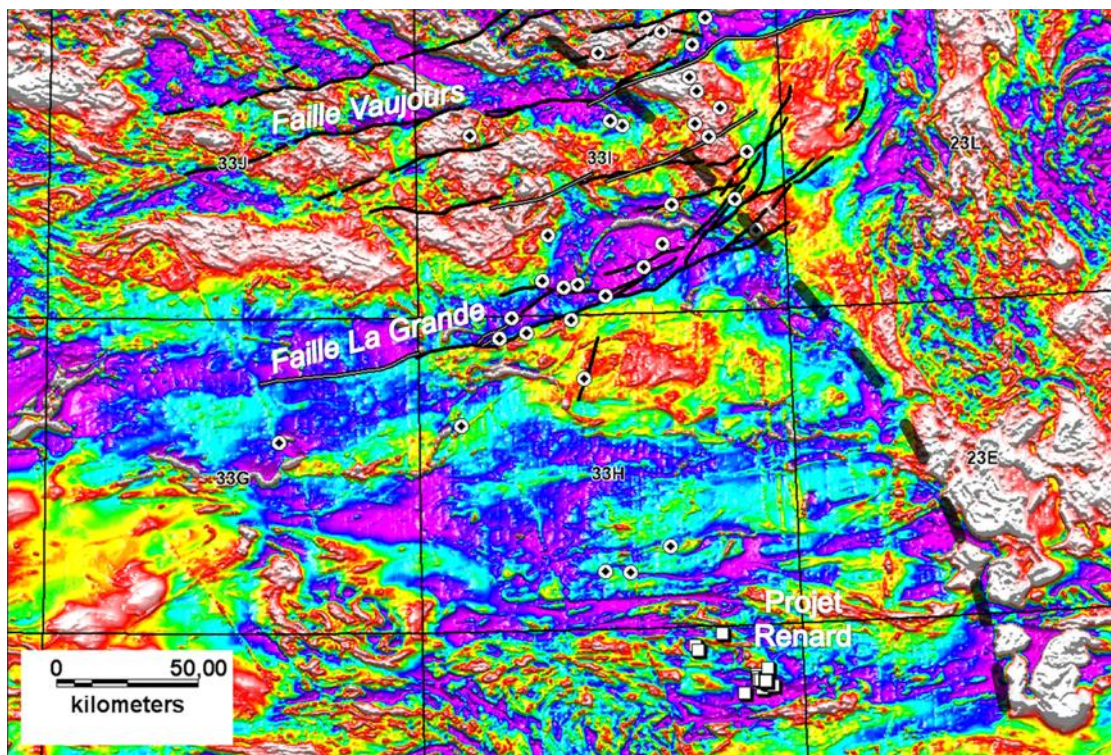 Faille Vaujours
33J
33I
23L
Faille La Grande
33G
33H
23E
Projet
Renard
0 50,00
kilometers